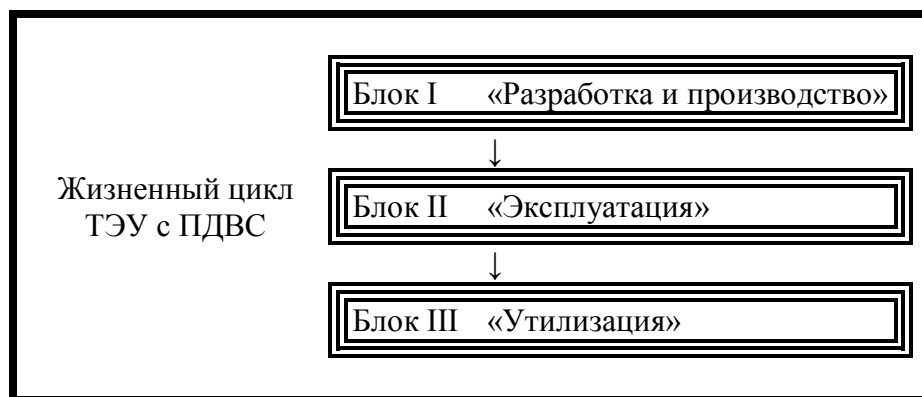 Жизненный цикл
ТЭУ с ПДВС
Блок I «Разработка и производство»
↓
Блок II «Эксплуатация»
↓
Блок III «Утилизация»